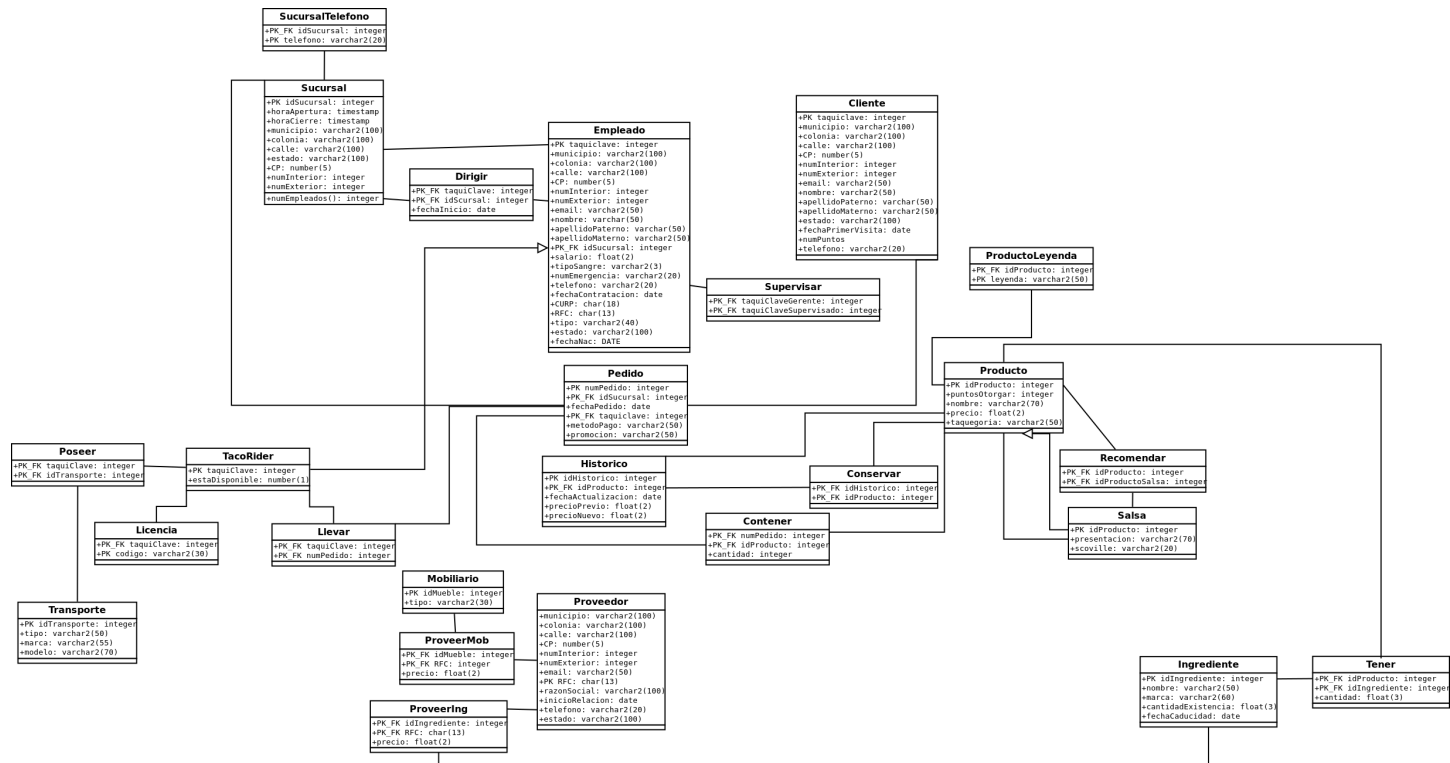 SucursalTelefono
+PK_FK idSucursal: integer
+PK telefono: varchar2(20)
Sucursal
+PK idSucursal: integer
+horaApertura: timestamp
+horaCierre: timestamp
+municipio: varchar2(100)
+colonia: varchar2(100)
+calle: varchar2(100)
+estado: varchar2(100)
+CP: number(5)
+numInterior: integer
+numExterior: integer
+numEmpleados(): integer
Cliente
+PK taquiclave: integer
+municipio: varchar2(100)
+colonia: varchar2(100)
+calle: varchar2(100)
+CP: number(5)
+numInterior: integer
+numExterior: integer
+email: varchar2(50)
+nombre: varchar2(50)
+apellidoPaterno: varchar(50)
+apellidoMaterno: varchar2(50)
+estado: varchar2(100)
+fechaPrimerVisita: date
+numPuntos
+telefono: varchar2(20)
Empleado
+PK taquiclave: integer
+municipio: varchar2(100)
+colonia: varchar2(100)
+calle: varchar2(100)
+CP: number(5)
+numInterior: integer
+numExterior: integer
+email: varchar2(50)
+nombre: varchar(50)
+apellidoPaterno: varchar(50)
+apellidoMaterno: varchar2(50)
+PK_FK idSucursal: integer
+salario: float(2)
+tipoSangre: varchar2(3)
+numEmergencia: varchar2(20)
+telefono: varchar2(20)
+fechaContratacion: date
+CURP: char(18)
+RFC: char(13)
+tipo: varchar2(40)
+estado: varchar2(100)
+fechaNac: DATE
Dirigir
+PK_FK taquiClave: integer
+PK_FK idScursal: integer
+fechaInicio: date
ProductoLeyenda
+PK_FK idProducto: integer
+PK leyenda: varchar2(50)
Supervisar
+PK_FK taquiClaveGerente: integer
+PK_FK taquiClaveSupervisado: integer
Pedido
+PK numPedido: integer
+PK_FK idSucursal: integer
+fechaPedido: date
+PK_FK taquiclave: integer
+metodoPago: varchar2(50)
+promocion: varchar2(50)
Producto
+PK idProducto: integer
+puntosOtorgar: integer
+nombre: varchar2(70)
+precio: float(2)
+taquegoria: varchar2(50)
Poseer
+PK_FK taquiClave: integer
+PK_FK idTransporte: integer
TacoRider
+PK taquiClave: integer
+estaDisponible: number(1)
Historico
+PK idHistorico: integer
+PK_FK idProducto: integer
+fechaActualizacion: date
+precioPrevio: float(2)
+precioNuevo: float(2)
Conservar
+PK_FK idHistorico: integer
+PK_FK idProducto: integer
Recomendar
+PK_FK idProducto: integer
+PK_FK idProductoSalsa: integer
Salsa
+PK idProducto: integer
+presentacion: varchar2(70)
+scoville: varchar2(20)
Contener
+PK_FK numPedido: integer
+PK_FK idProducto: integer
+cantidad: integer
Licencia
+PK_FK taquiClave: integer
+PK codigo: varchar2(30)
Llevar
+PK_FK taquiClave: integer
+PK_FK numPedido: integer
Mobiliario
+PK idMueble: integer
+tipo: varchar2(30)
Transporte
+PK idTransporte: integer
+tipo: varchar2(50)
+marca: varchar2(55)
+modelo: varchar2(70)
Proveedor
+municipio: varchar2(100)
+colonia: varchar2(100)
+calle: varchar2(100)
+CP: number(5)
+numInterior: integer
+numExterior: integer
+email: varchar2(50)
+PK RFC: char(13)
+razonSocial: varchar2(100)
+inicioRelacion: date
+telefono: varchar2(20)
+estado: varchar2(100)
ProveerMob
+PK_FK idMueble: integer
+PK_FK RFC: integer
+precio: float(2)
ProveerIng
+PK_FK idIngrediente: integer
+PK_FK RFC: char(13)
+precio: float(2)
Ingrediente
+PK idIngrediente: integer
+nombre: varchar2(50)
+marca: varchar2(60)
+cantidadExistencia: float(3)
+fechaCaducidad: date
Tener
+PK_FK idProducto: integer
+PK_FK idIngrediente: integer
+cantidad: float(3)